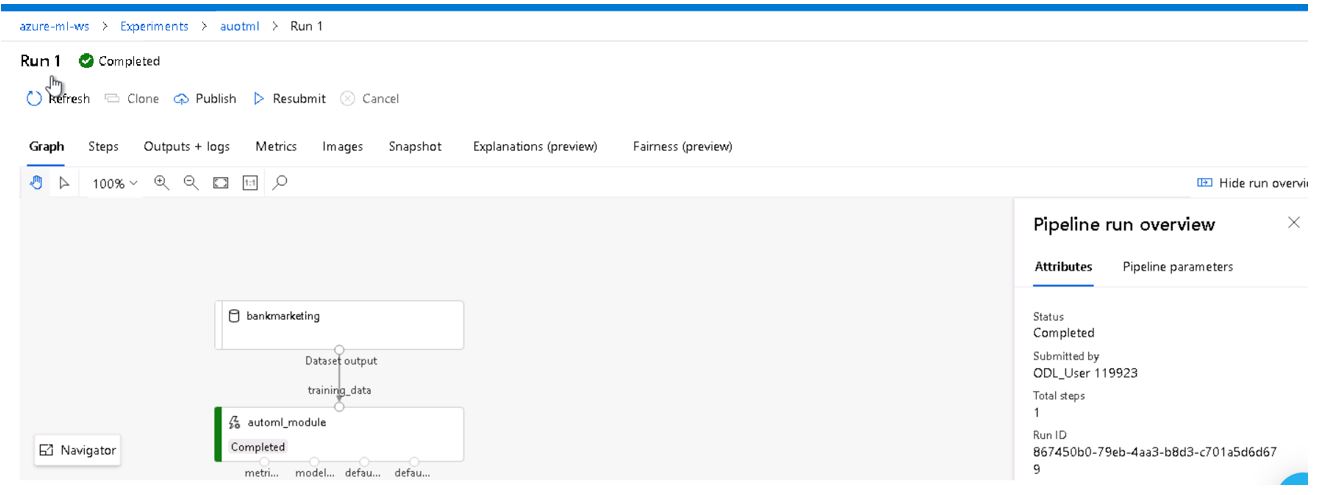 azure-ml-ws > Experiments > auotml > Run 1
Run 1 Completed
Refresh Clone Publish Resubmit Cancel
Graph Steps Outputs + logs Metrics Images Snapshot Explanations (preview) Fairness (preview)
100% 1:1 Hide run overvi
Pipeline run overview
Attributes Pipeline parameters
bankmarketing
Dataset output
training_data
automl_module
Completed
metri... model... defau... defau...
Navigator
Status
Completed
Submitted by
ODL_User 119923
Total steps
1
Run ID
867450b0-79eb-4aa3-b8d3-c701a5d6d67
9